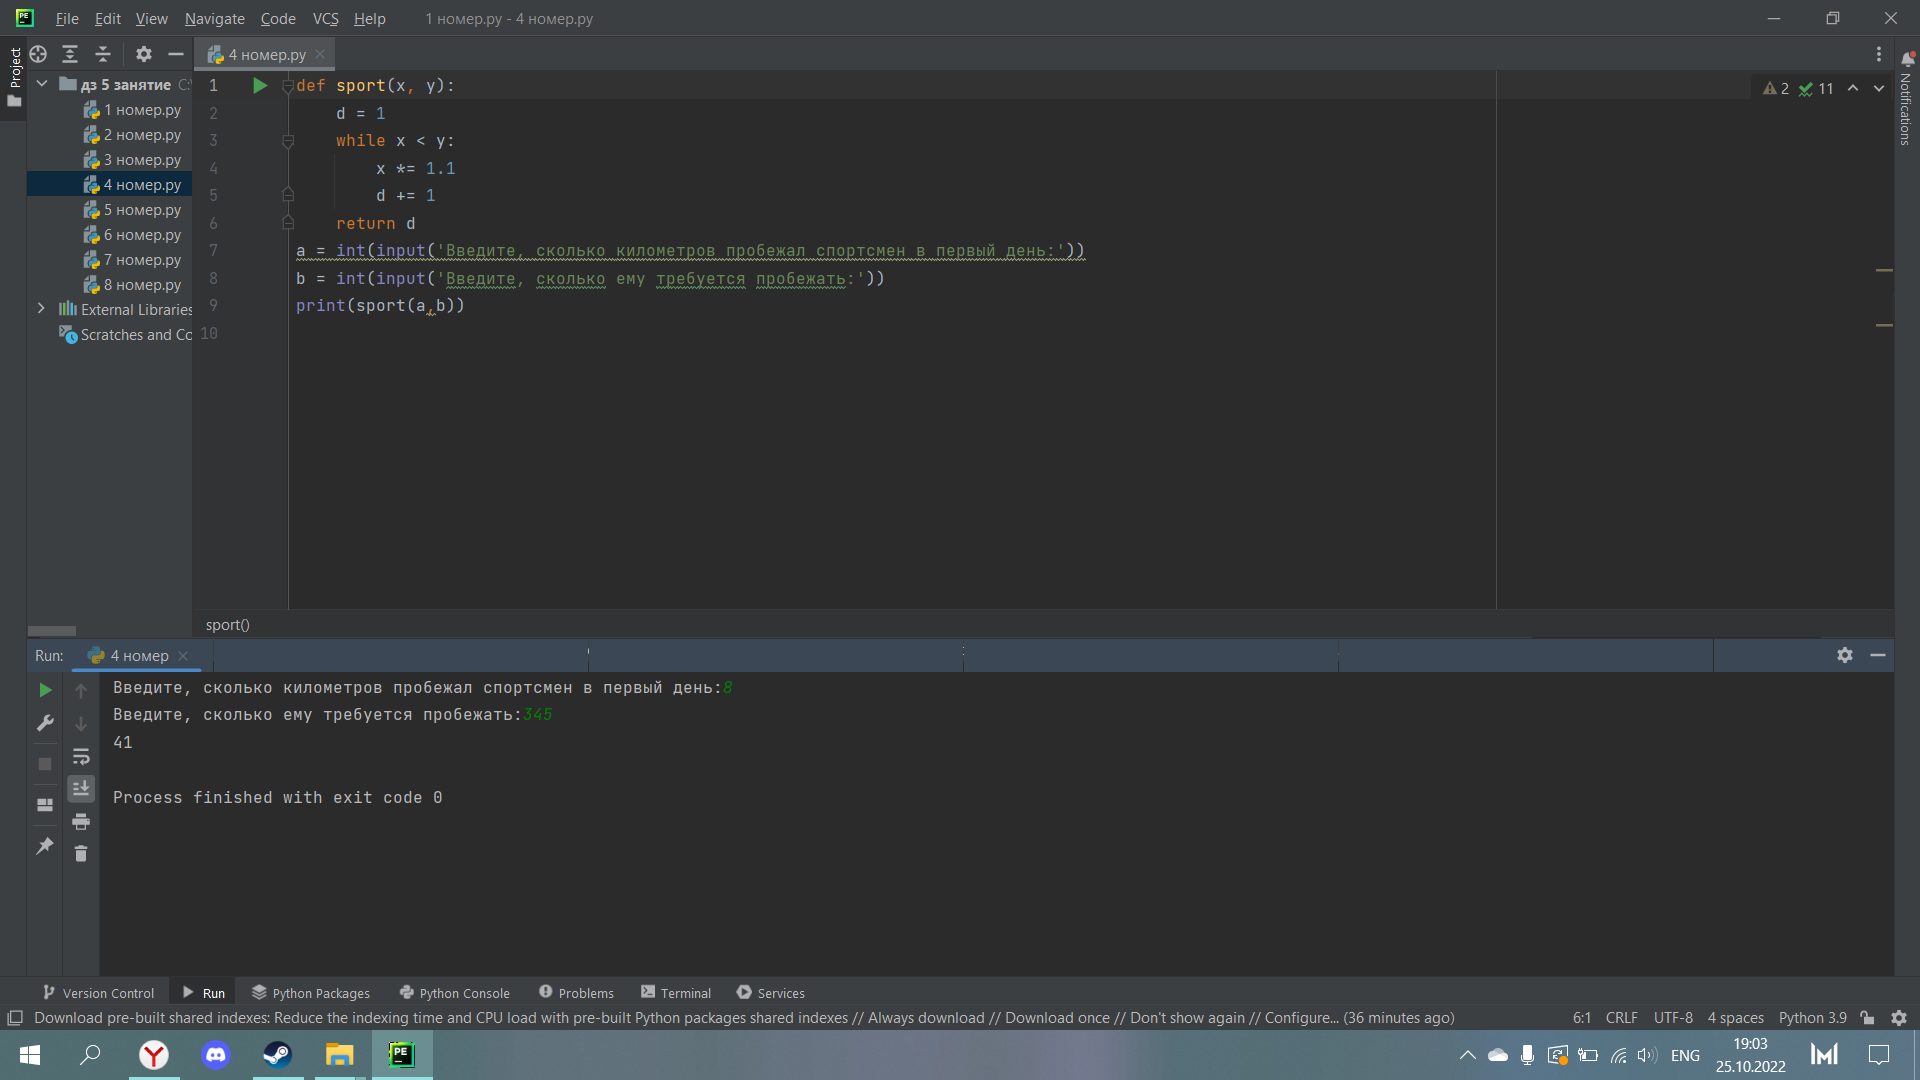 File Edit View Navigate Code VCS Help 1 номер.py - 4 номер.py
Project
4 номер.py
дз 5 занятие C:\
1 номер.py
2 номер.py
3 номер.py
4 номер.py
5 номер.py
6 номер.py
7 номер.py
8 номер.py
External Libraries
Scratches and Co
1 def sport(x, y):
2 d = 1
3 while x < y:
4 x *= 1.1
5 d += 1
6 return d
7 a = int(input('Введите, сколько километров пробежал спортсмен в первый день:'))
8 b = int(input('Введите, сколько ему требуется пробежать:'))
9 print(sport(a,b))
10
2 11
Notifications
sport()
Run: 4 номер
Введите, сколько километров пробежал спортсмен в первый день:8
Введите, сколько ему требуется пробежать:345
41
Process finished with exit code 0
Version Control Run Python Packages Python Console Problems Terminal Services
Download pre-built shared indexes: Reduce the indexing time and CPU load with pre-built Python packages shared indexes // Always download // Download once // Don't show again // Configure... (36 minutes ago) 6:1 CRLF UTF-8 4 spaces Python 3.9
ENG 19:03
25.10.2022